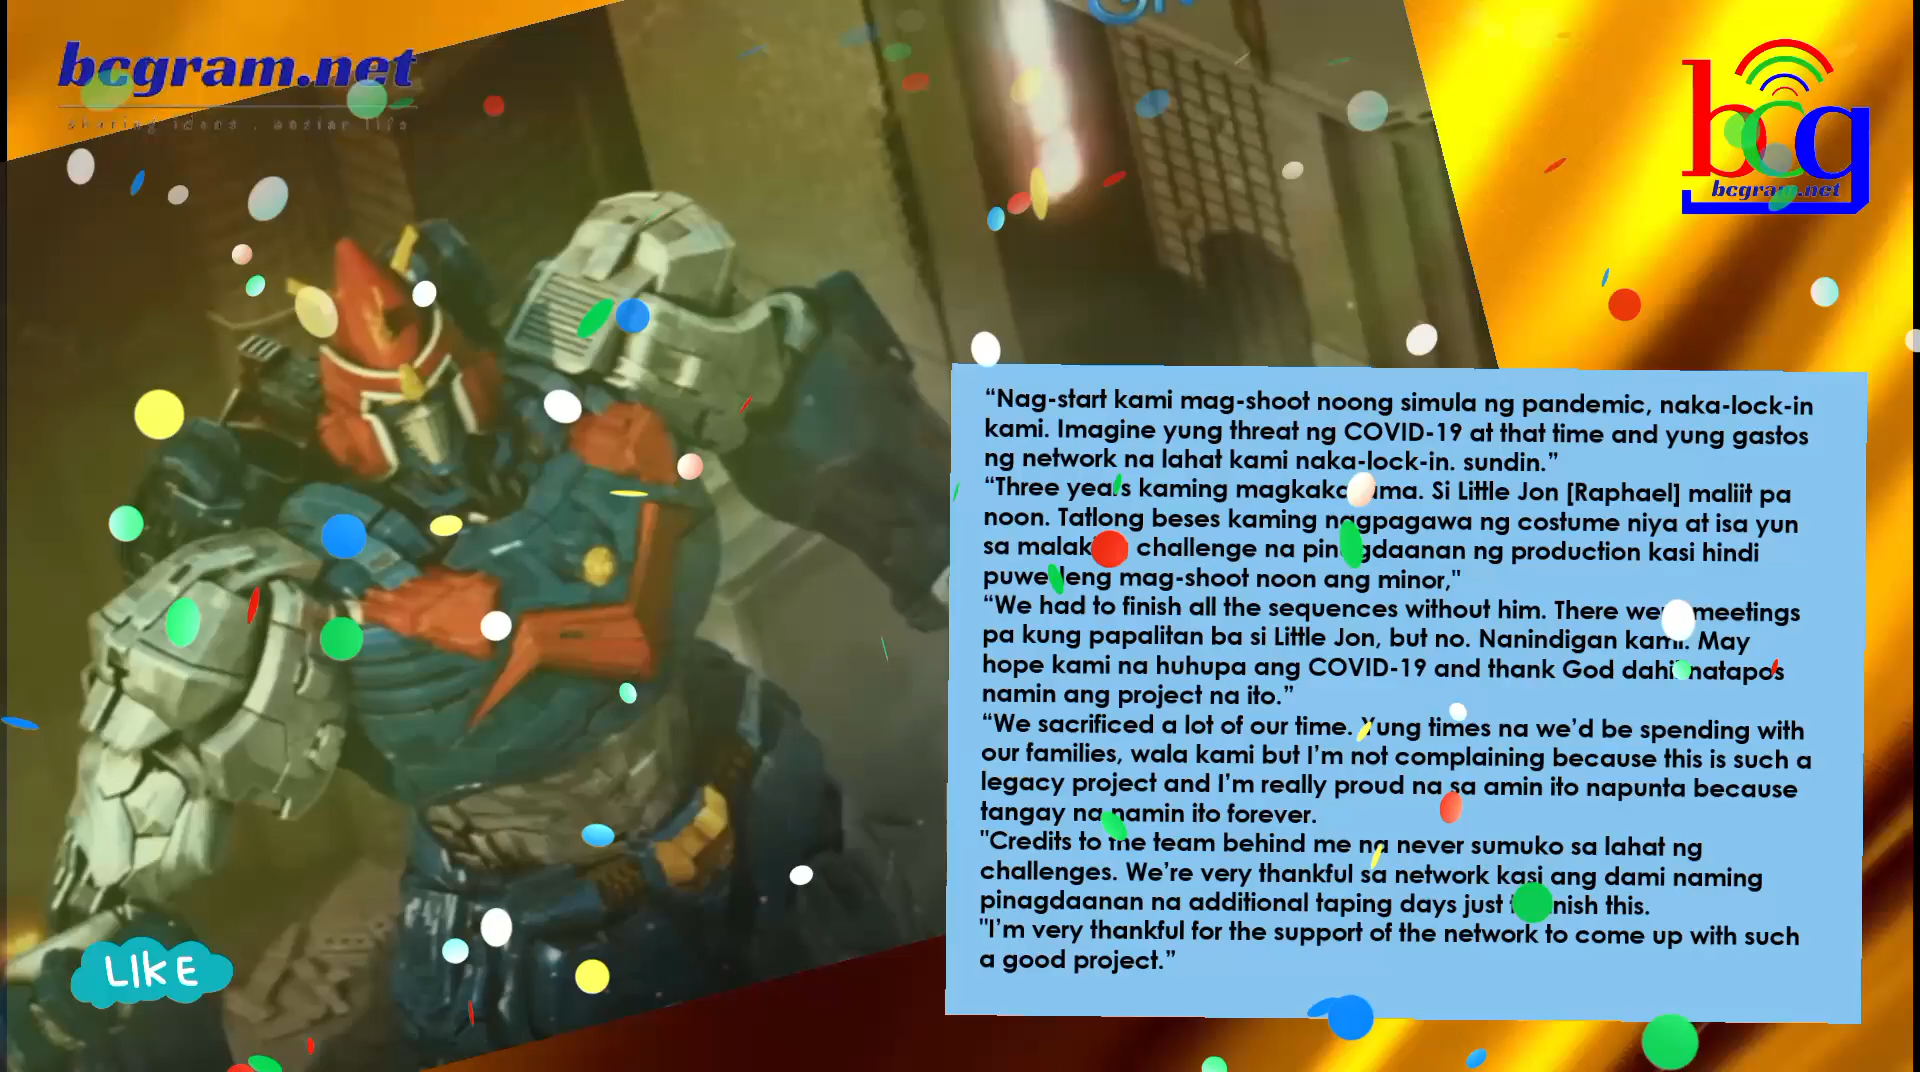 bcgram.net
sharing ideas . easier life
bcg
bcgram.net
“Nag-start kami mag-shoot noong simula ng pandemic, naka-lock-in
kami. Imagine yung threat ng COVID-19 at that time and yung gastos
ng network na lahat kami naka-lock-in. sundin.”
“Three years kaming Si Little Jon [Raphael] maliit pa
noon. Tatlong beses kaming nagpagawa ng costume niya at isa yun
sa challenge na pinagdaanan ng production kasi hindi
puwedeng mag-shoot noon ang minor,"
“We had to finish all the sequences without him. There were meetings
pa kung papalitan ba si Little Jon, but no. Nanindigan kami. May
hope kami na huhupa ang COVID-19 and thank God dahil natapos
namin ang project na ito.”
“We sacrificed a lot of our time. Yung times na we’d be spending with
our families, wala kami but I’m not complaining because this is such a
legacy project and I’m really proud na sa amin ito napunta because
tangay na namin ito forever.
"Credits to the team behind me na never sumuko sa lahat ng
challenges. We’re very thankful sa network kasi ang dami naming
pinagdaanan na additional taping days just finish this.
"I’m very thankful for the support of the network to come up with such
a good project.”
LIKE